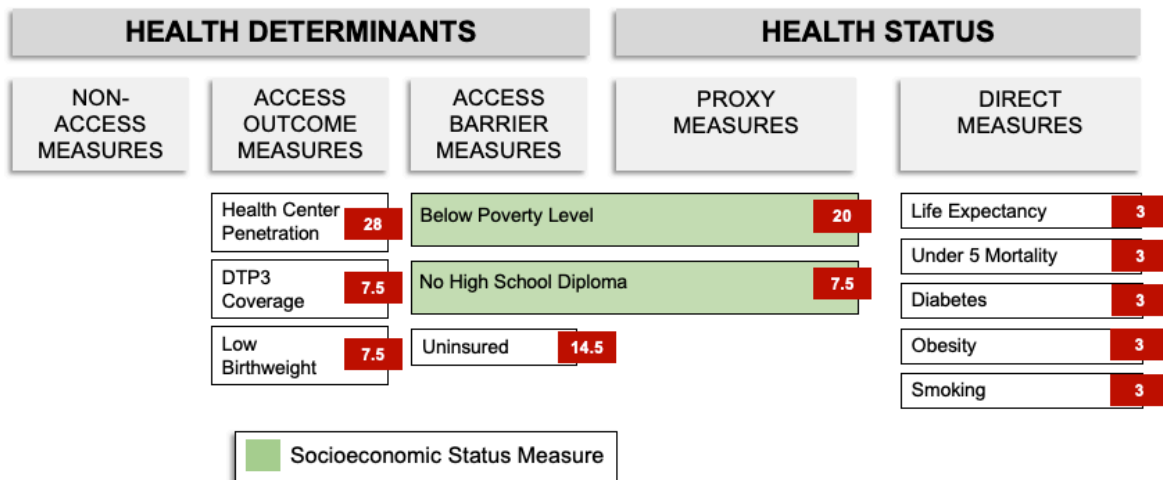 HEALTH DETERMINANTS
HEALTH STATUS
NON-
ACCESS
MEASURES
ACCESS
OUTCOME
MEASURES
ACCESS
BARRIER
MEASURES
PROXY
MEASURES
DIRECT
MEASURES
Health Center
Penetration
28
DTP3
Coverage
7.5
Low
Birthweight
7.5
Below Poverty Level
20
No High School Diploma
7.5
Uninsured
14.5
Life Expectancy
3
Under 5 Mortality
3
Diabetes
3
Obesity
3
Smoking
3
Socioeconomic Status Measure